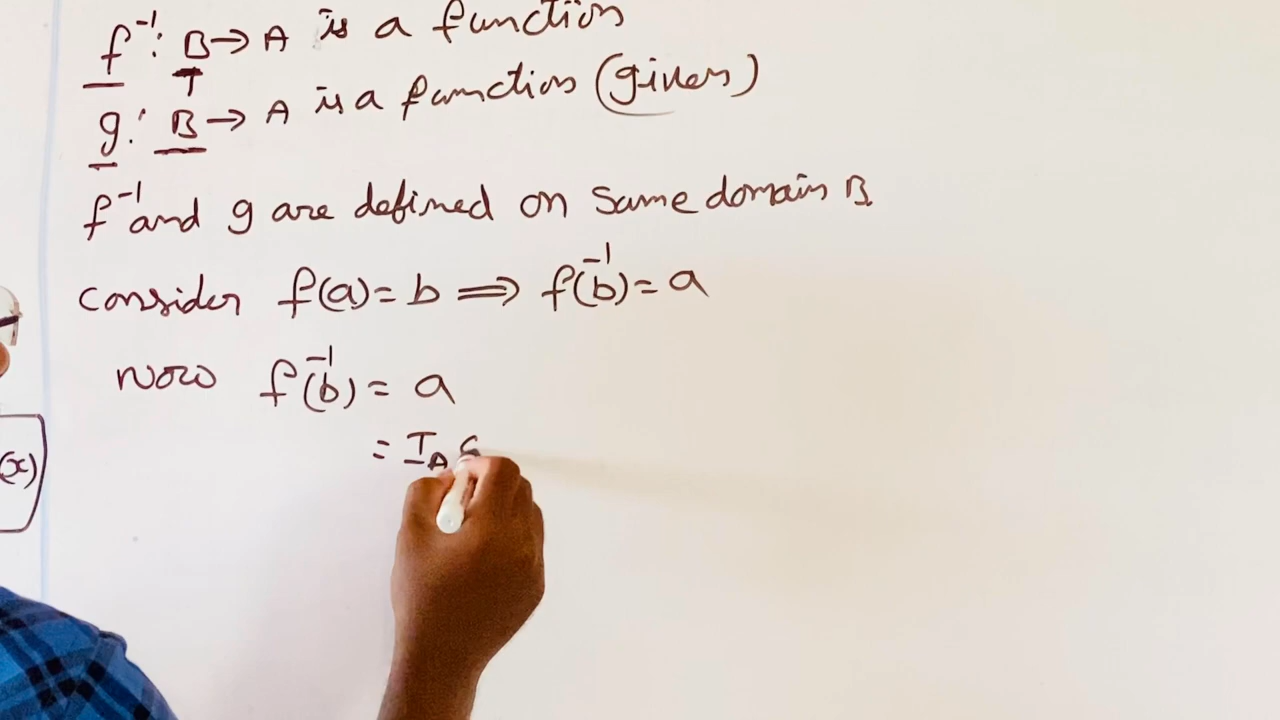 f⁻¹: B → A is a function
g: B → A is a function (given)
f⁻¹ and g are defined on same domain B
consider f(a) = b ⟹ f⁻¹(b) = a
Now f⁻¹(b) = a
= I_A
(x)